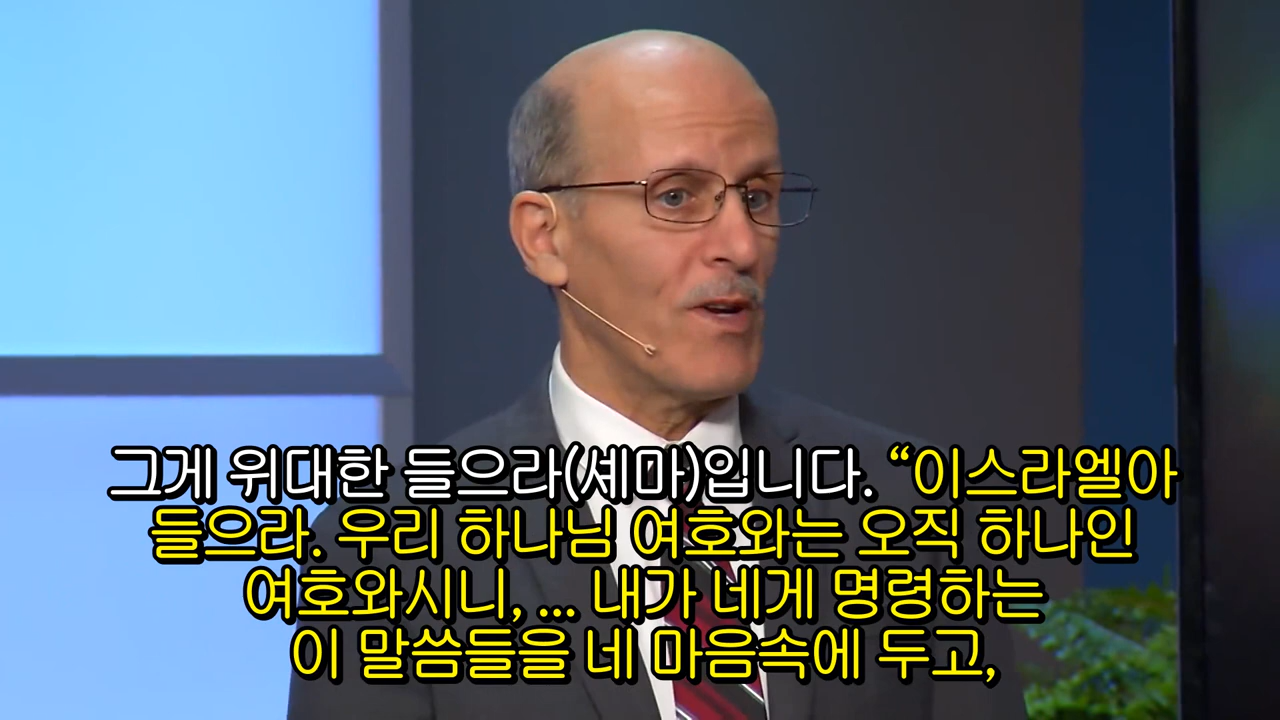 그게 위대한 들으라(셰마)입니다. “이스라엘아
들으라. 우리 하나님 여호와는 오직 하나인
여호와시니, ... 내가 네게 명령하는
이 말씀들을 네 마음속에 두고,